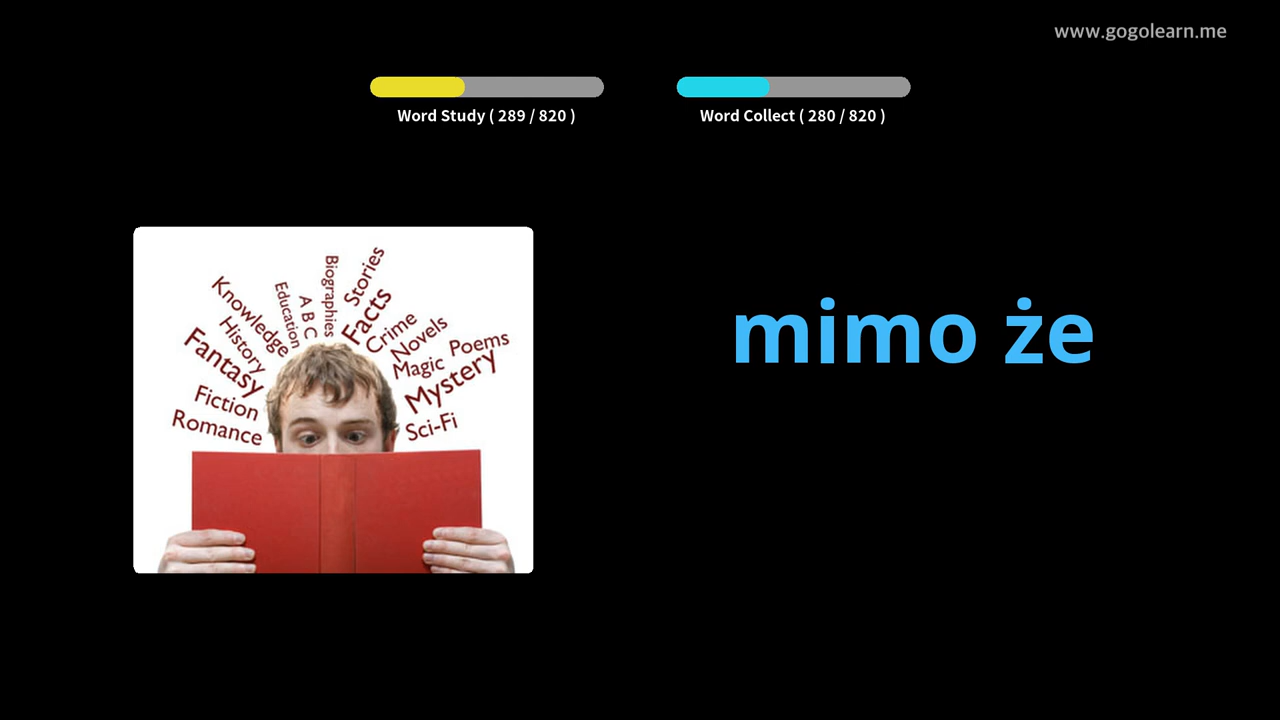 www.gogolearn.me
Word Study ( 289 / 820 )
Word Collect ( 280 / 820 )
mimo że
Romance
Fiction
Fantasy
History
Knowledge
Education
A B C
Biographies
Stories
Facts
Crime
Novels
Magic
Poems
Mystery
Sci-Fi